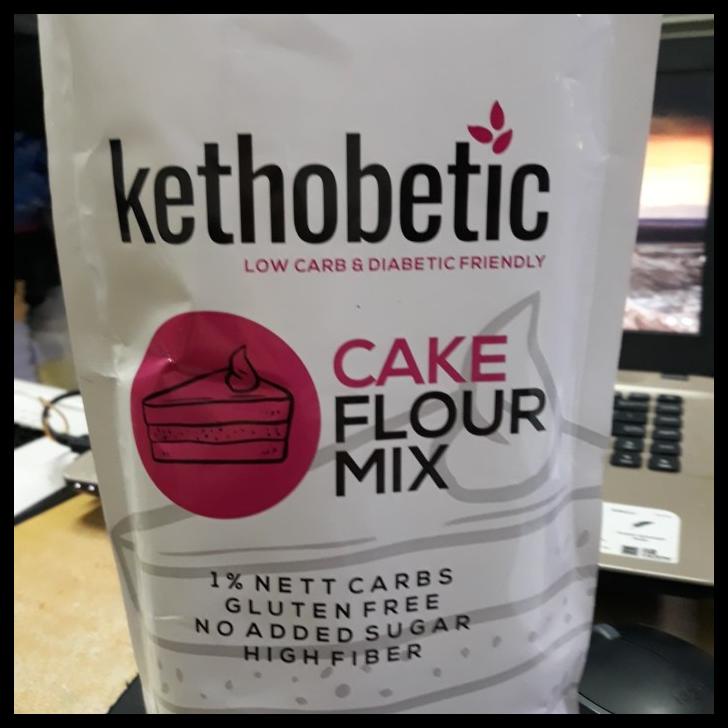 kethobetic
LOW CARB & DIABETIC FRIENDLY
CAKE
FLOUR
MIX
1% NETT CARBS
GLUTEN FREE
NO ADDED SUGAR
HIGH FIBER